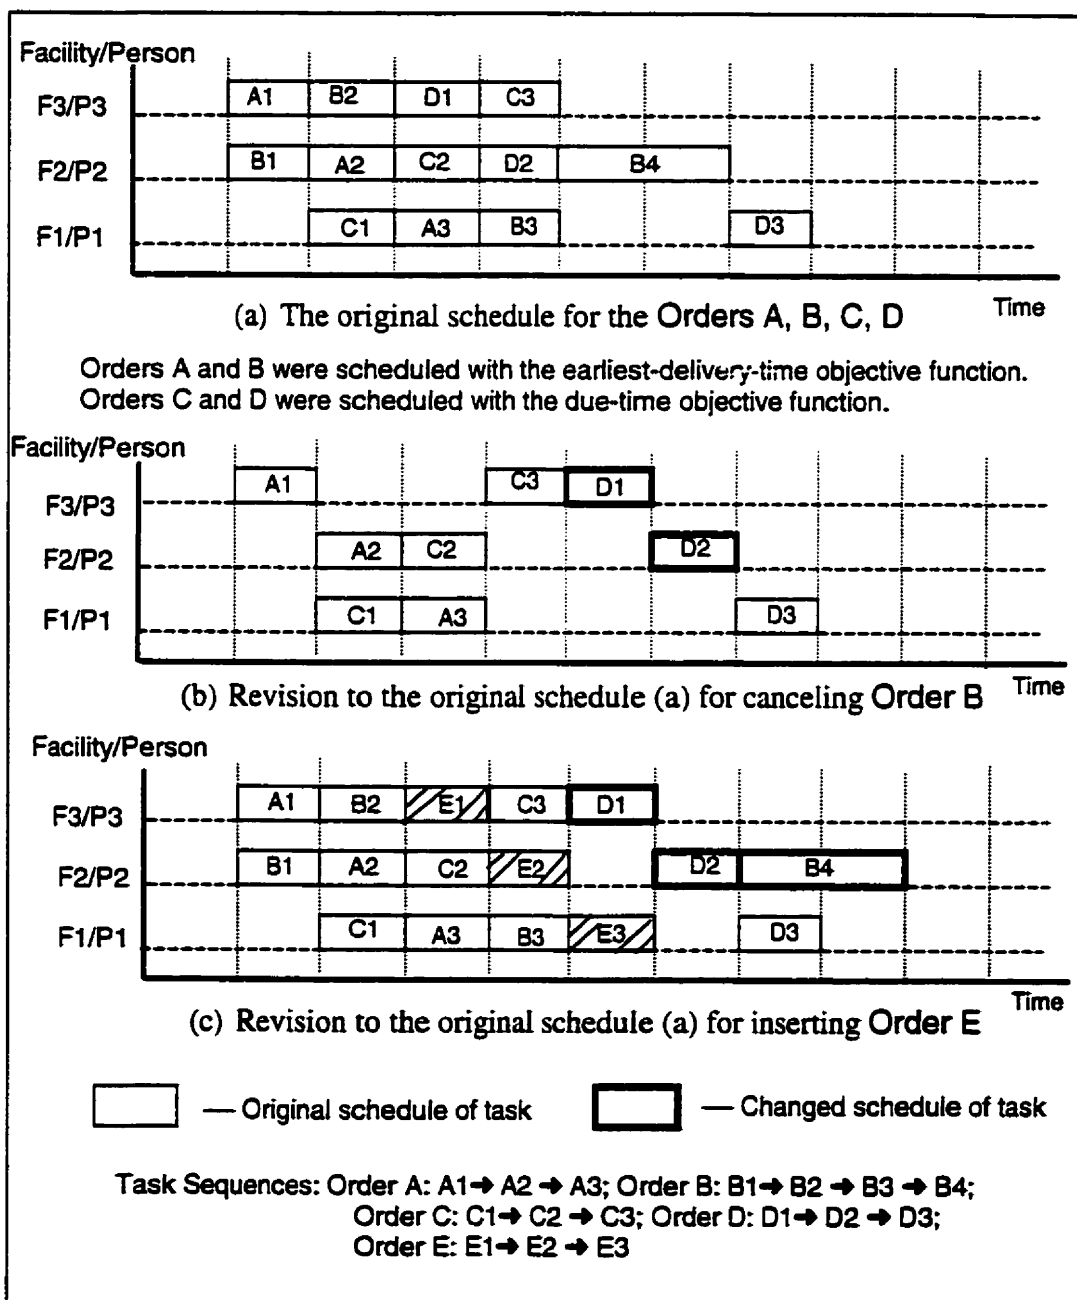 Facility/Person
F3/P3 A1 B2 D1 C3
F2/P2 B1 A2 C2 D2 B4
F1/P1 C1 A3 B3 D3
Time
(a) The original schedule for the Orders A, B, C, D
Orders A and B were scheduled with the earliest-delivery-time objective function.
Orders C and D were scheduled with the due-time objective function.
Facility/Person
F3/P3 A1 C3 D1
F2/P2 A2 C2 D2
F1/P1 C1 A3 D3
Time
(b) Revision to the original schedule (a) for canceling Order B
Facility/Person
F3/P3 A1 B2 E1 C3 D1
F2/P2 B1 A2 C2 E2 D2 B4
F1/P1 C1 A3 B3 E3 D3
Time
(c) Revision to the original schedule (a) for inserting Order E
— Original schedule of task — Changed schedule of task
Task Sequences: Order A: A1→ A2 → A3; Order B: B1→ B2 → B3 → B4;
Order C: C1→ C2 → C3; Order D: D1→ D2 → D3;
Order E: E1→ E2 → E3